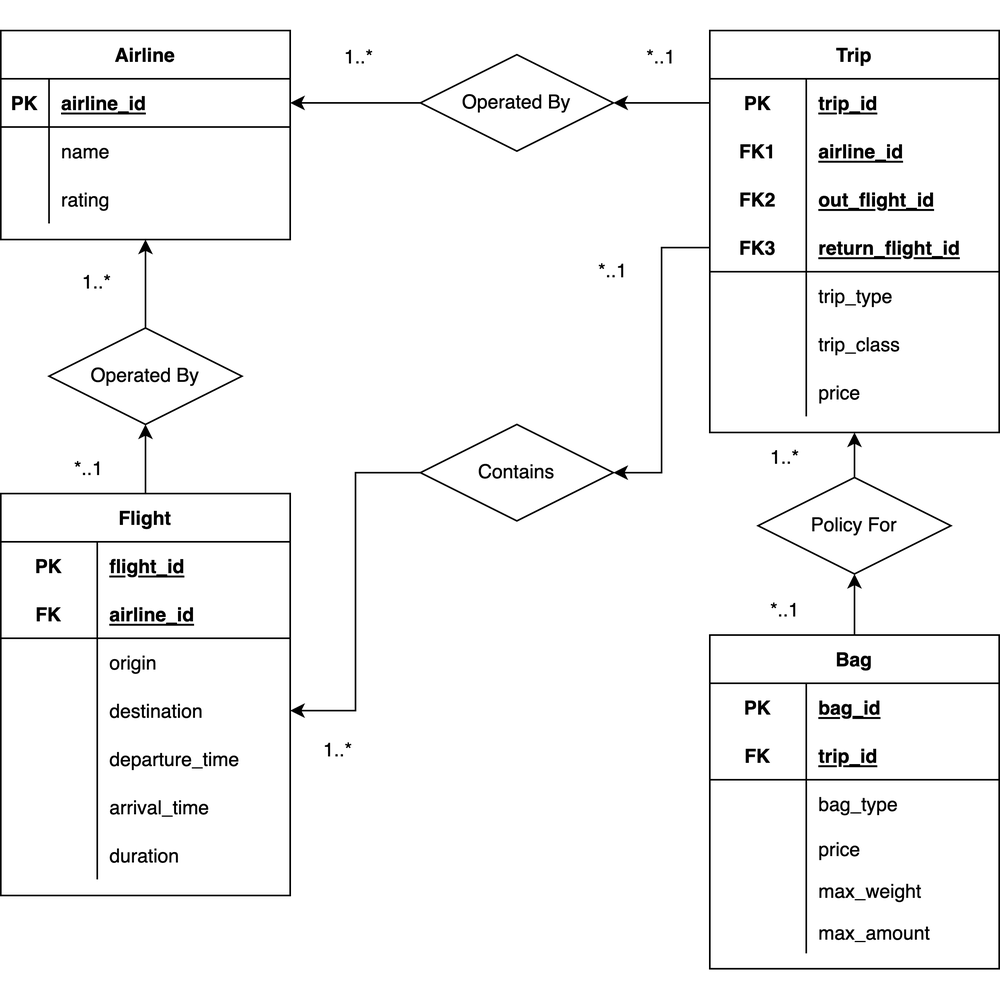 Airline
PK airline_id
name
rating
1..*
Operated By
*..1
Trip
PK trip_id
FK1 airline_id
FK2 out_flight_id
FK3 return_flight_id
trip_type
trip_class
price
1..*
Operated By
*..1
*..1
Contains
1..*
Flight
PK flight_id
FK airline_id
origin
destination
departure_time
arrival_time
duration
1..*
Policy For
*..1
Bag
PK bag_id
FK trip_id
bag_type
price
max_weight
max_amount